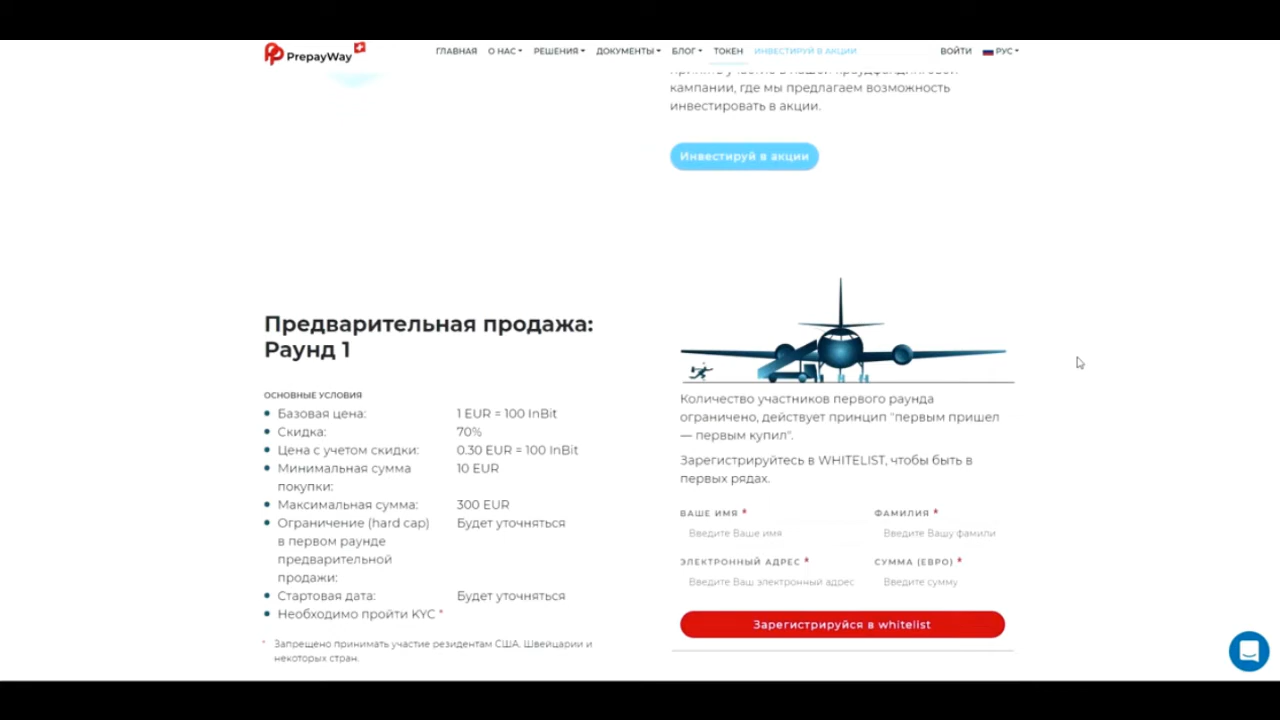 PrepayWay
ГЛАВНАЯ О НАС РЕШЕНИЯ ДОКУМЕНТЫ БЛОГ ТОКЕН ИНВЕСТИРУЙ В АКЦИИ ВОЙТИ РУС
кампании, где мы предлагаем возможность
инвестировать в акции.
Инвестируй в акции
Предварительная продажа:
Раунд 1
ОСНОВНЫЕ УСЛОВИЯ
Базовая цена: 1 EUR = 100 InBit
Скидка: 70%
Цена с учетом скидки: 0.30 EUR = 100 InBit
Минимальная сумма 10 EUR
покупки:
Максимальная сумма: 300 EUR
Ограничение (hard cap) Будет уточняться
в первом раунде
предварительной
продажи:
Стартовая дата: Будет уточняться
Необходимо пройти KYC *
* Запрещено принимать участие резидентам США, Швейцарии и
некоторых стран.
Количество участников первого раунда
ограничено, действует принцип "первым пришел
— первым купил".
Зарегистрируйтесь в WHITELIST, чтобы быть в
первых рядах.
ВАШЕ ИМЯ * ФАМИЛИЯ *
Введите Ваше имя Введите Вашу фамили
ЭЛЕКТРОННЫЙ АДРЕС * СУММА (ЕВРО) *
Введите Ваш электронный адрес Введите сумму
Зарегистрируйся в whitelist